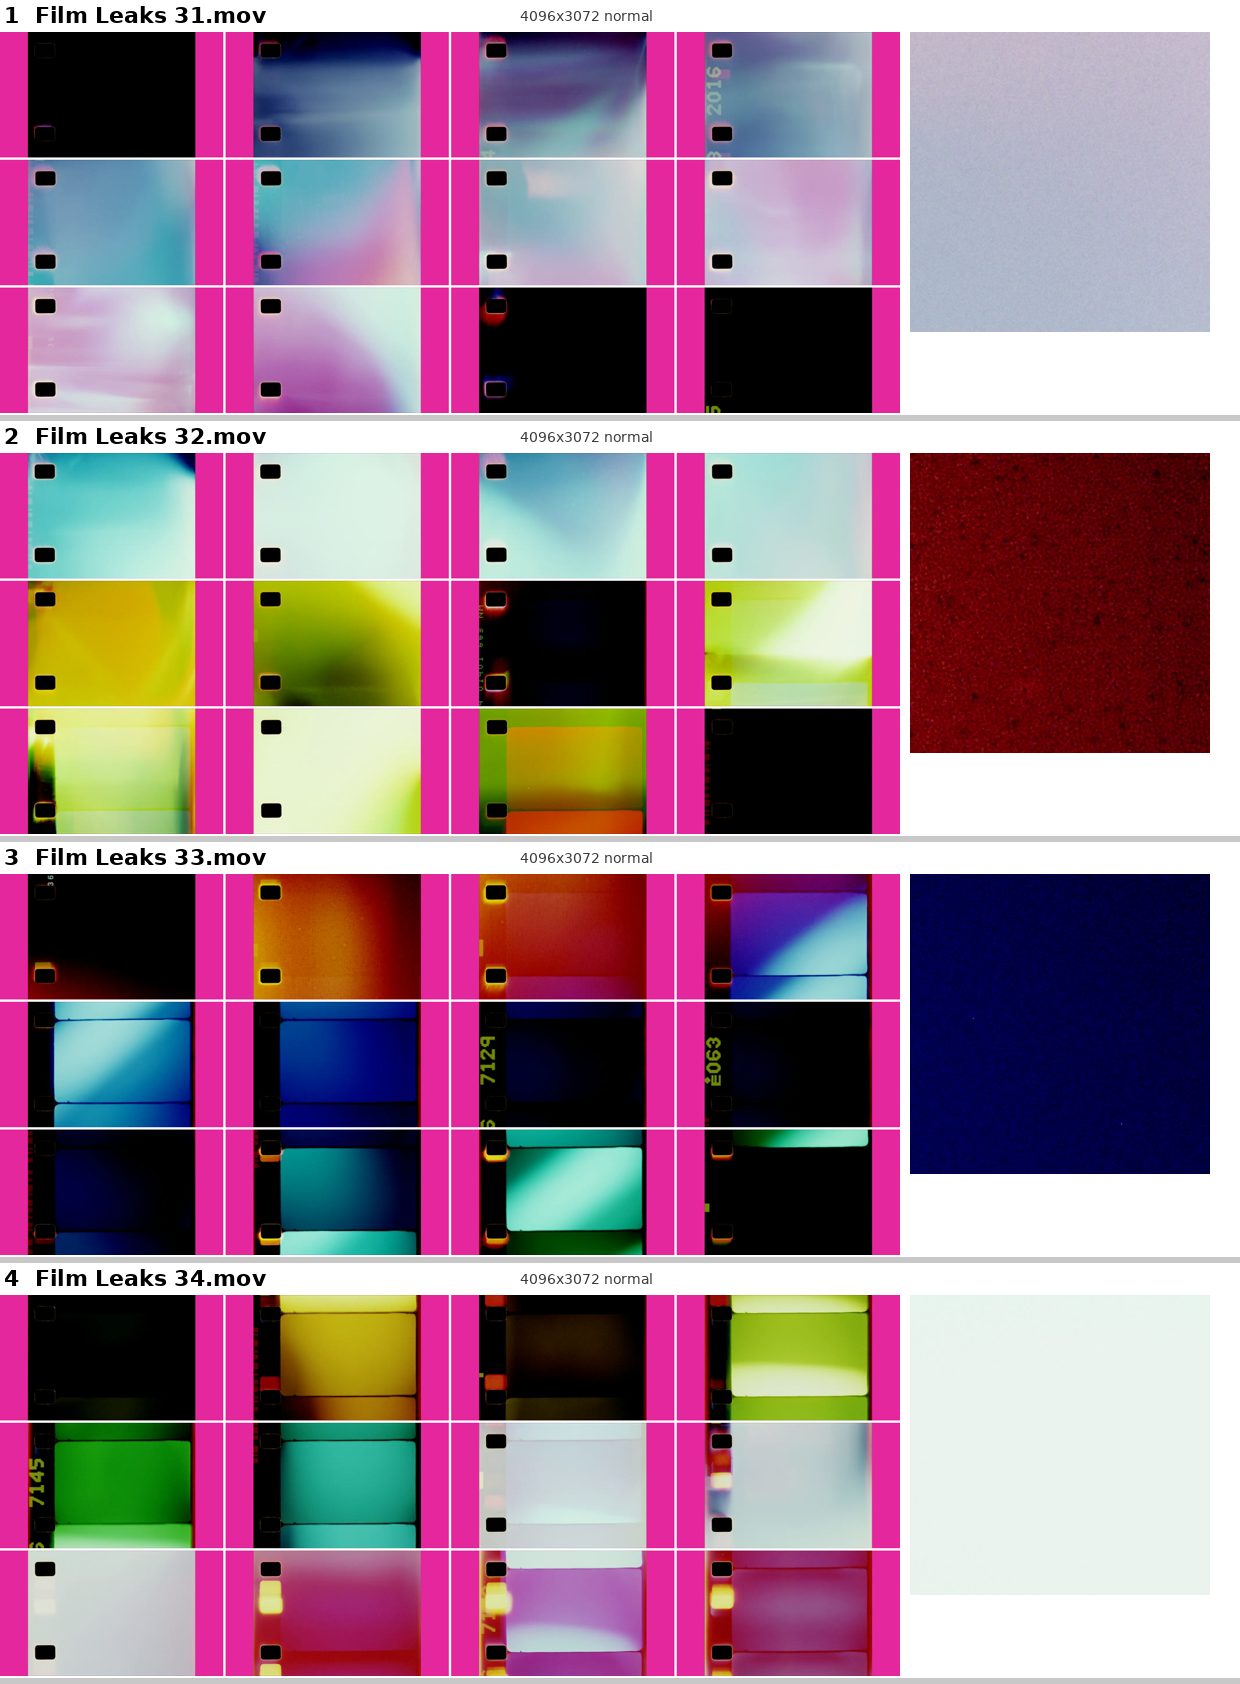 1 Film Leaks 31.mov
4096x3072 normal
2016
2 Film Leaks 32.mov
4096x3072 normal
3 Film Leaks 33.mov
4096x3072 normal
36
7129
E063
4 Film Leaks 34.mov
4096x3072 normal
7145